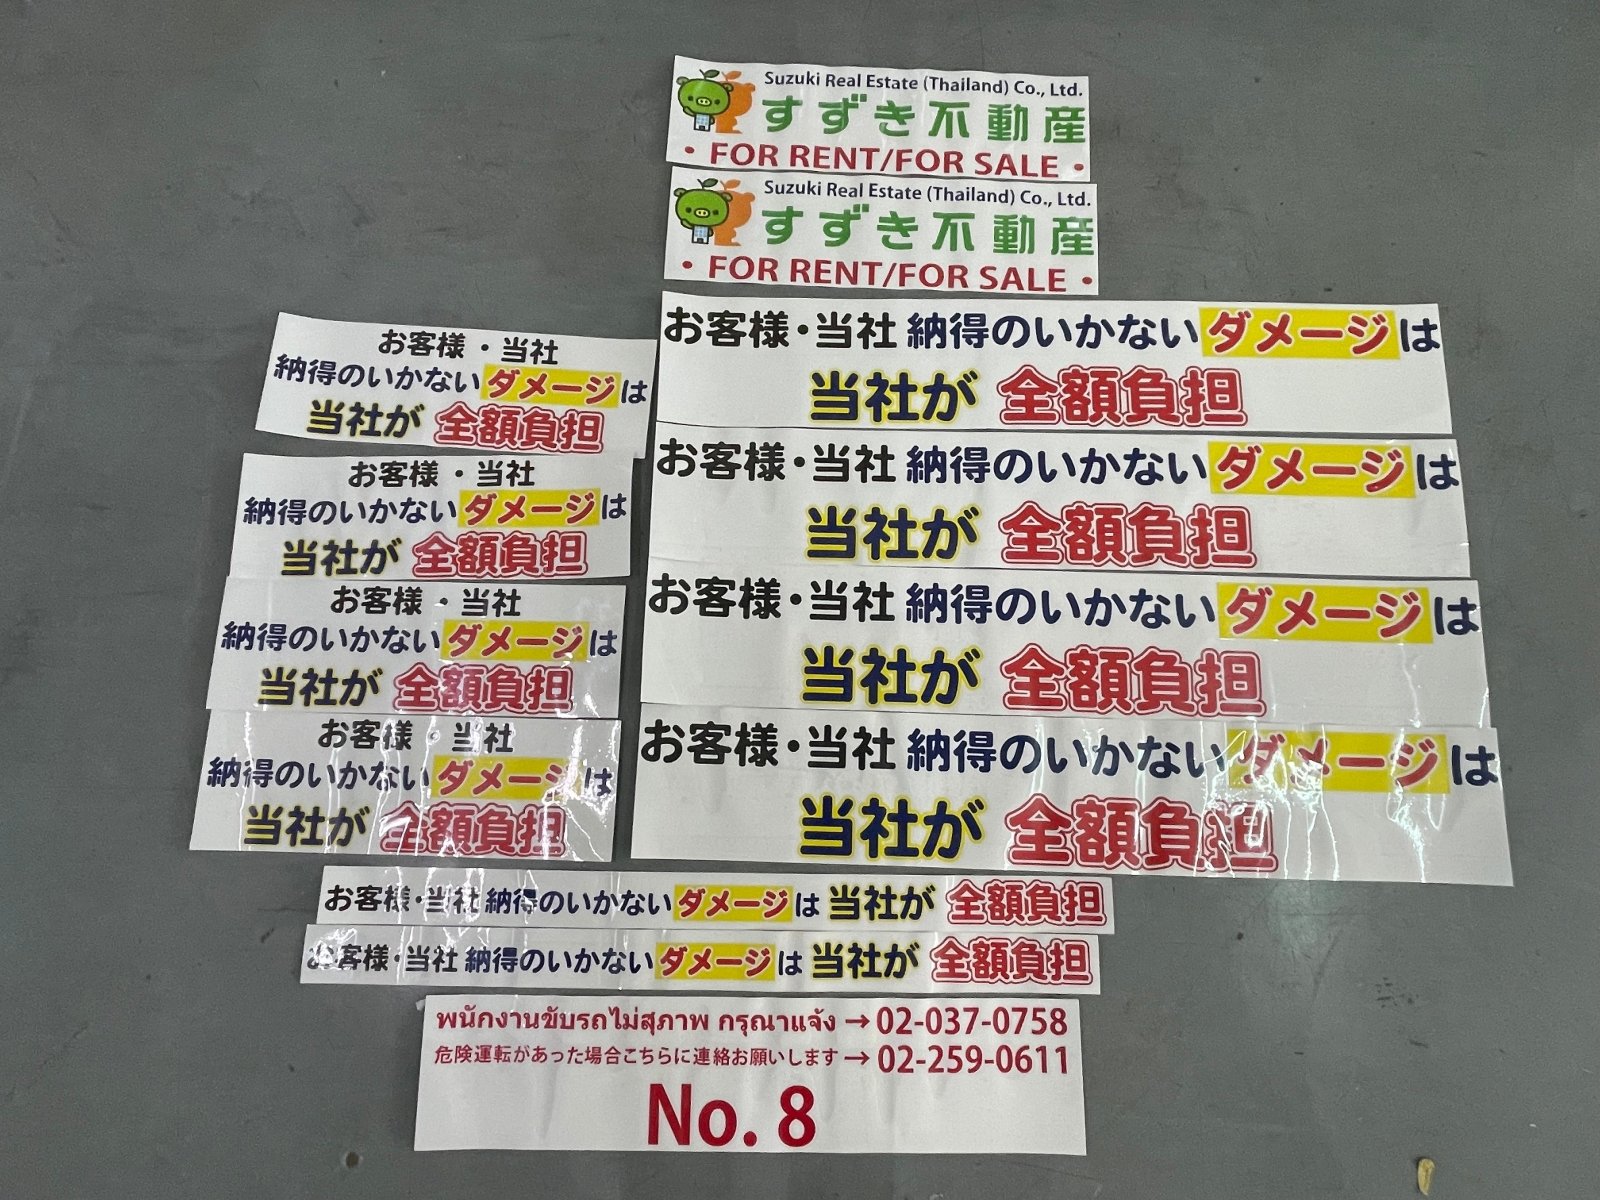 Suzuki Real Estate (Thailand) Co., Ltd.
すずき不動産
・FOR RENT/FOR SALE・
Suzuki Real Estate (Thailand) Co., Ltd.
すずき不動産
・FOR RENT/FOR SALE・
お客様・当社
納得のいかないダメージは
当社が 全額負担
お客様・当社
納得のいかないダメージは
当社が 全額負担
お客様・当社
納得のいかないダメージは
当社が 全額負担
お客様・当社
納得のいかないダメージは
当社が 全額負担
お客様・当社 納得のいかないダメージは
当社が 全額負担
お客様・当社 納得のいかないダメージは
当社が 全額負担
お客様・当社 納得のいかないダメージは
当社が 全額負担
お客様・当社 納得のいかないダメージは
当社が 全額負担
お客様・当社 納得のいかないダメージは 当社が 全額負担
お客様・当社 納得のいかないダメージは 当社が 全額負担
พนักงานขับรถไม่สุภาพ กรุณาแจ้ง → 02-037-0758
危険運転があった場合こちらに連絡お願いします → 02-259-0611
No. 8